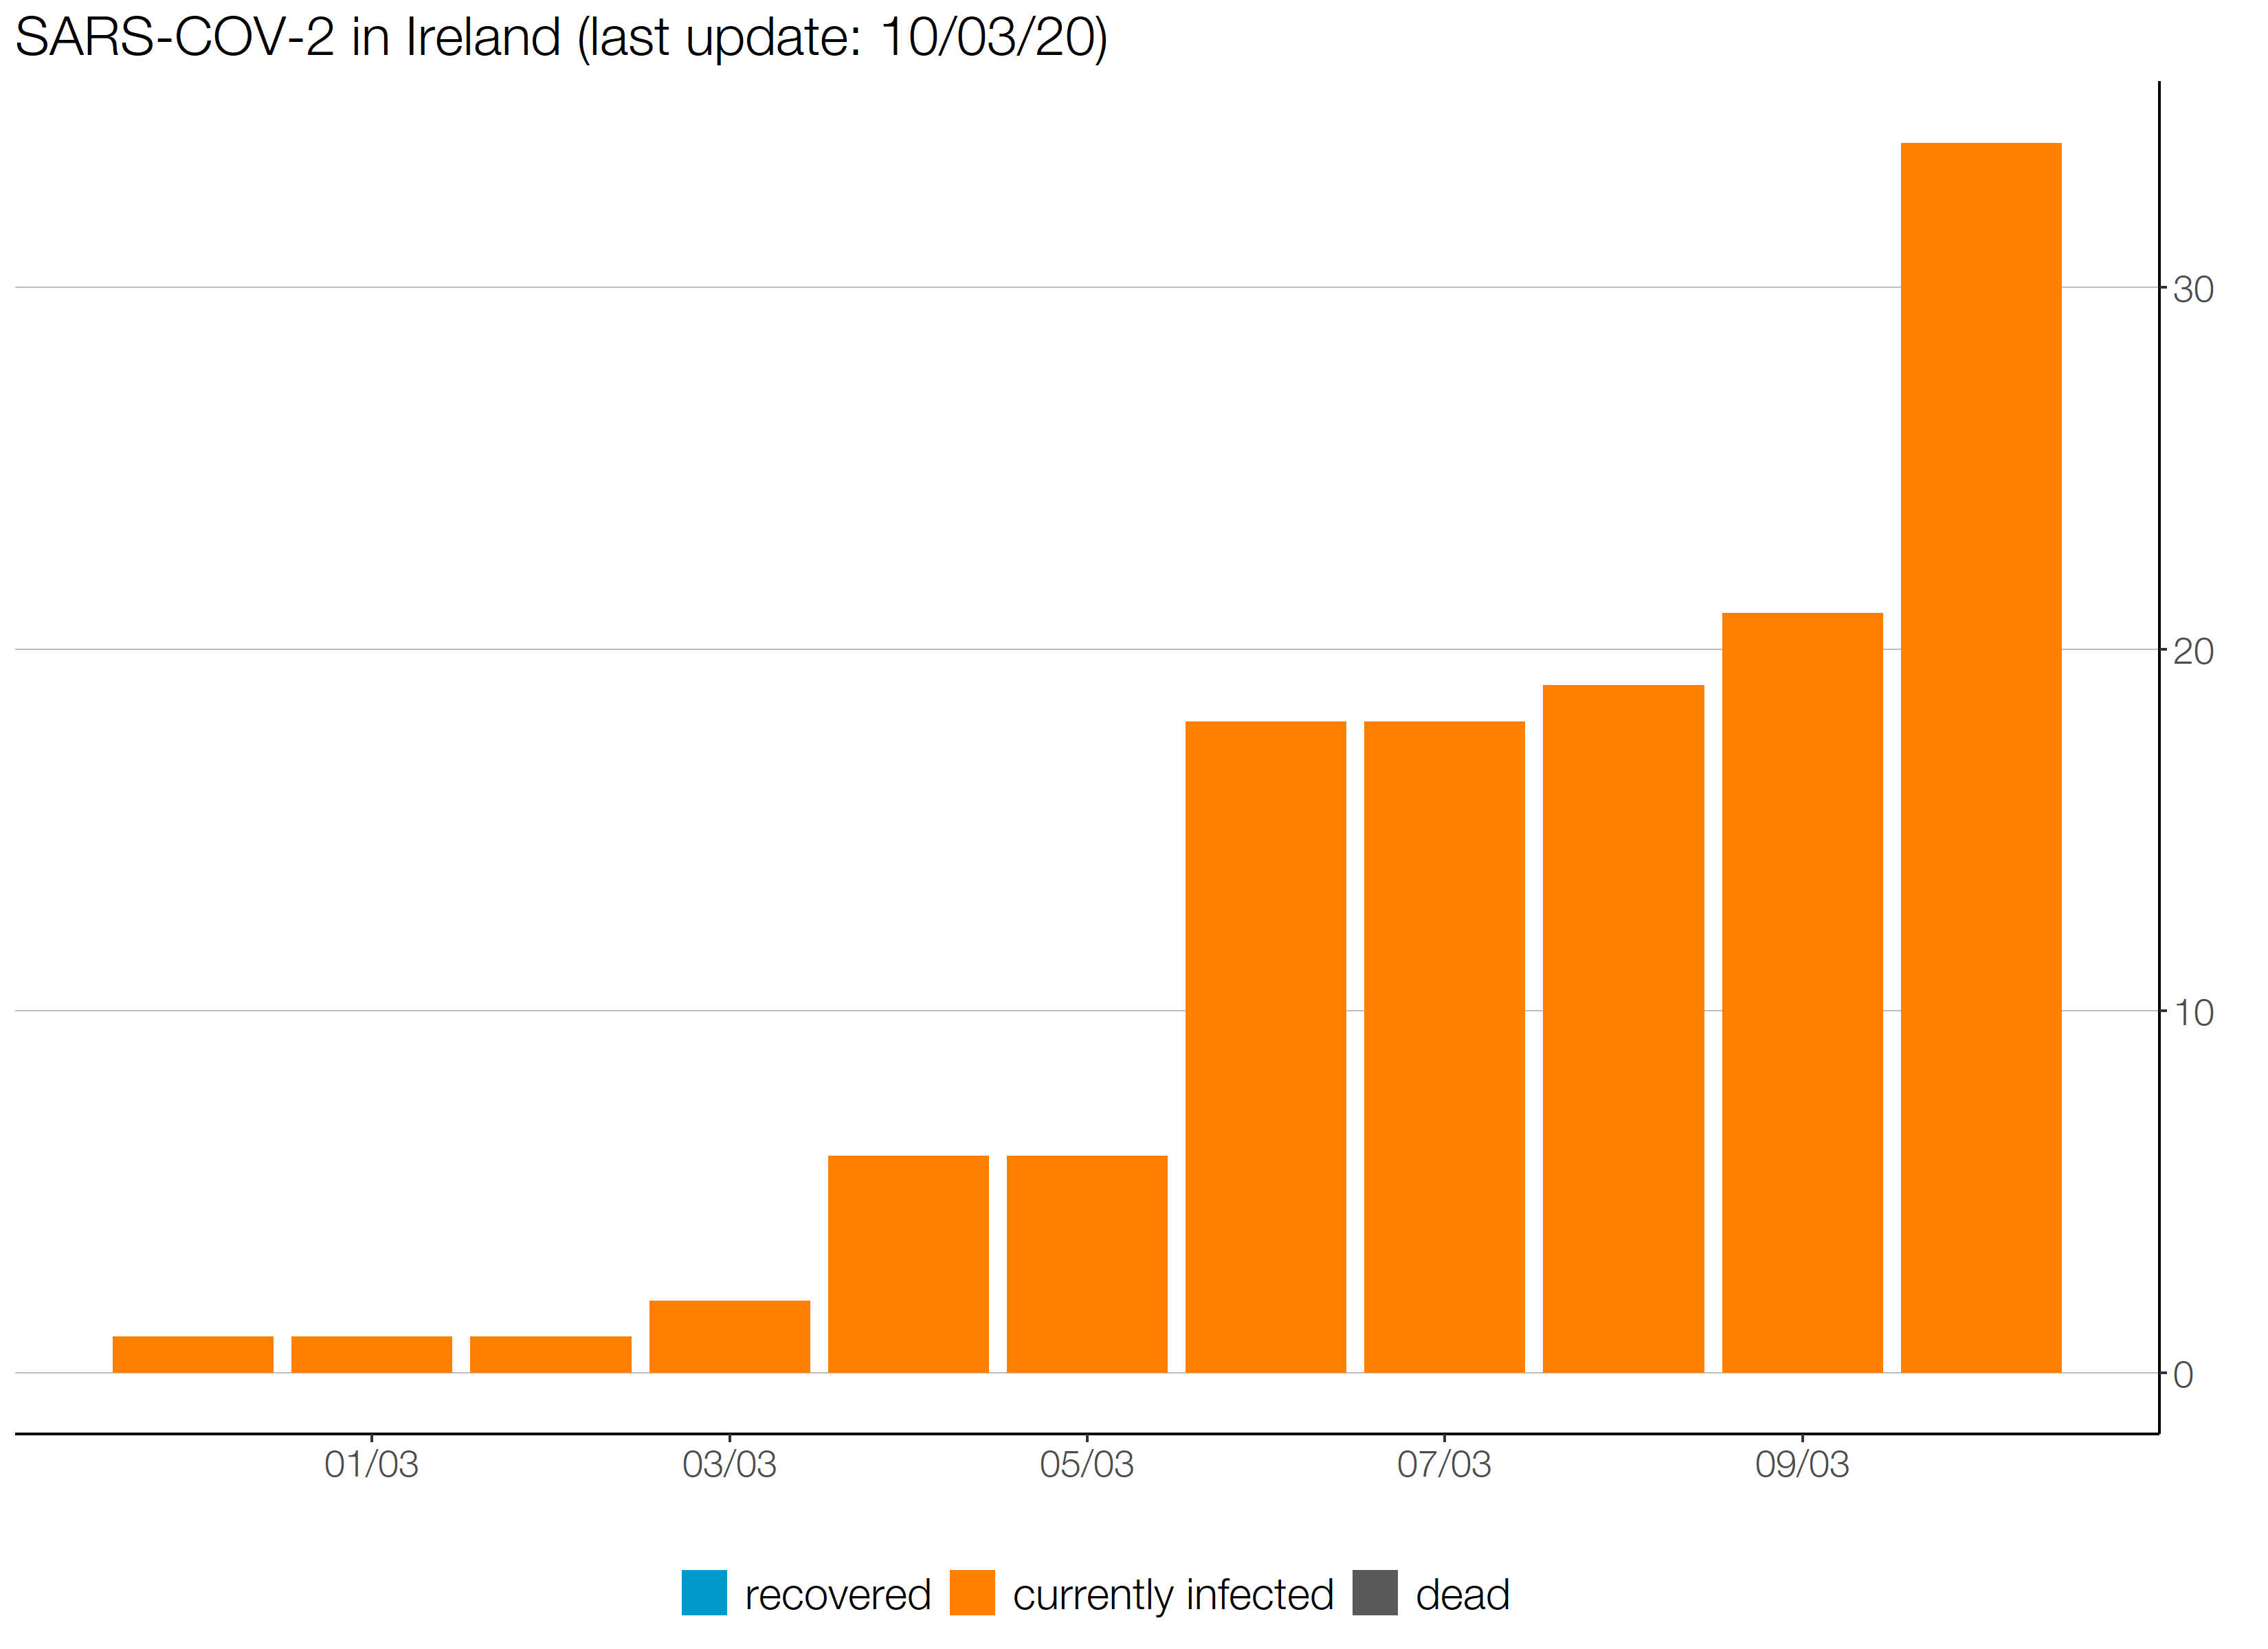 SARS-COV-2 in Ireland (last update: 10/03/20)
30
20
10
0
01/03 03/03 05/03 07/03 09/03
recovered currently infected dead